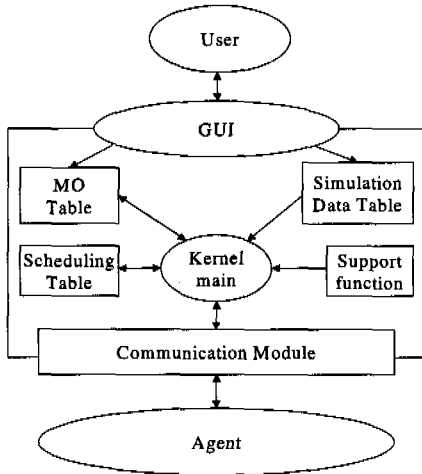 User
GUI
MO
Table
Simulation
Data Table
Scheduling
Table
Kernel
main
Support
function
Communication Module
Agent